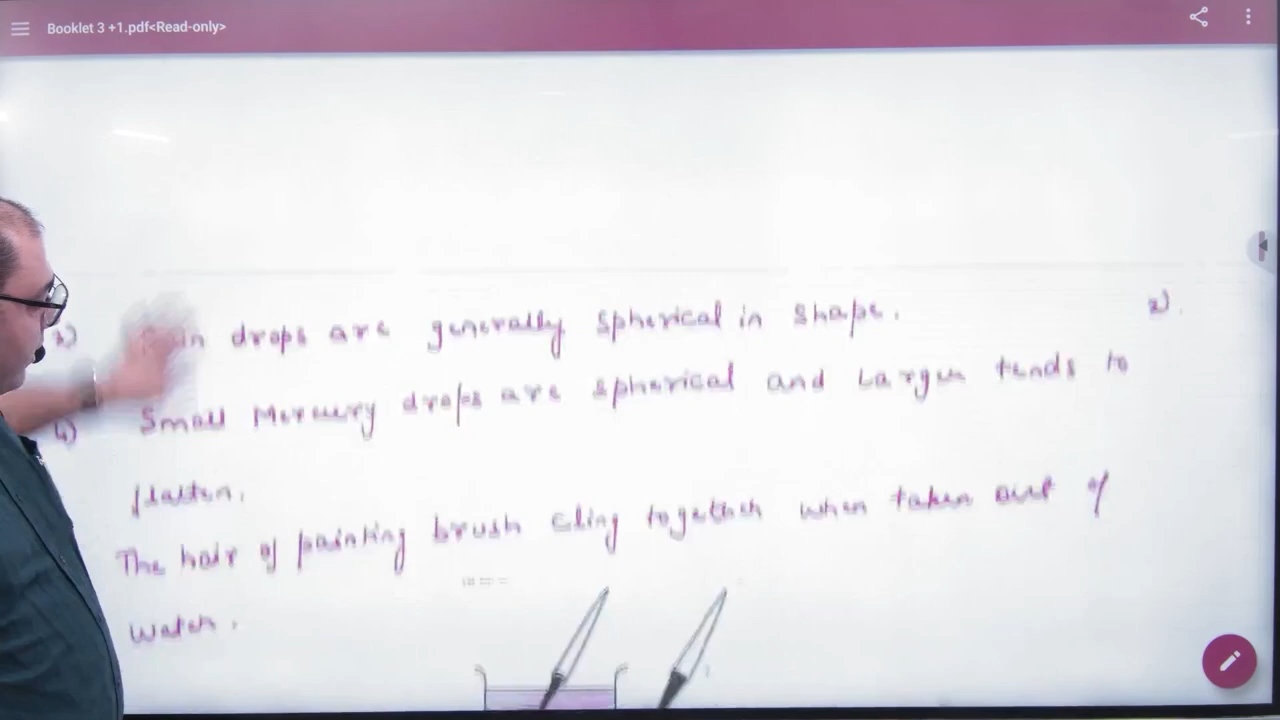 Booklet 3 +1.pdf<Read-only>
drops are generally spherical in shape.
4) Small Mercury drops are spherical and Larger tends to
flatten.
The hair of painting brush cling together when taken out of
water.